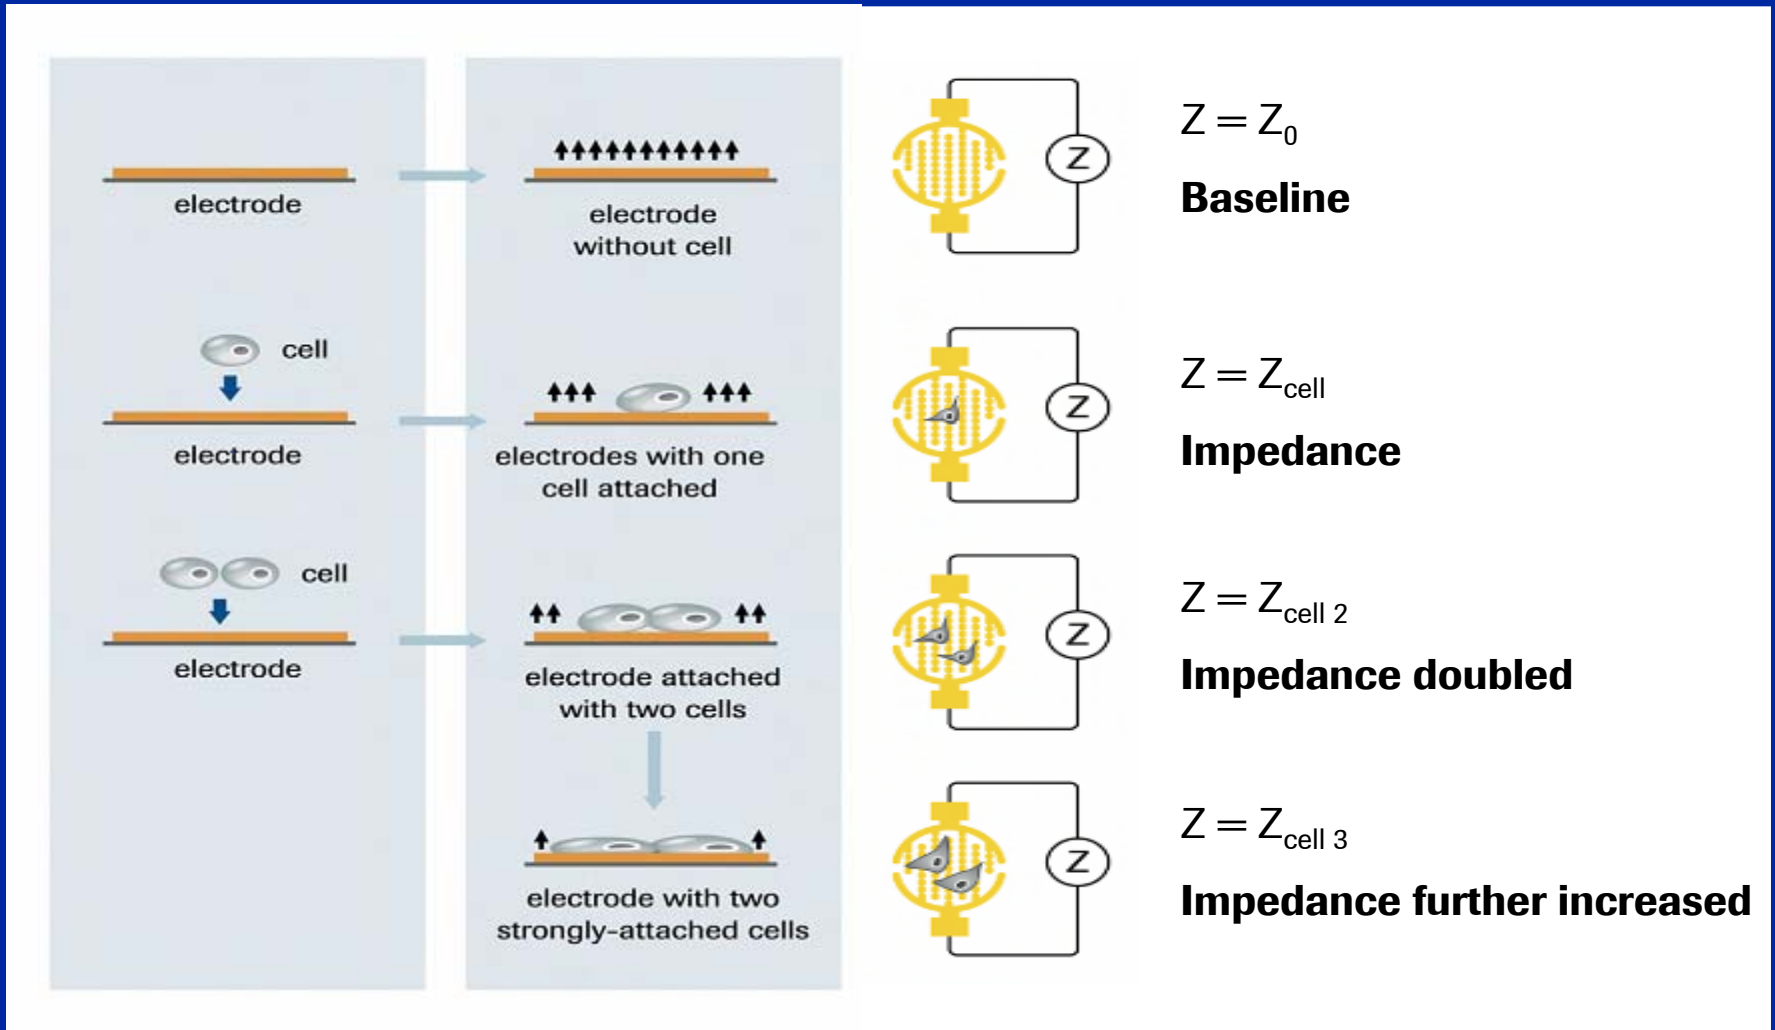 electrode
electrode
without cell
Z
Z = Z₀
Baseline
cell
electrode
electrodes with one
cell attached
Z
Z = Zcell
Impedance
cell
electrode
electrode attached
with two cells
Z
Z = Zcell 2
Impedance doubled
electrode with two
strongly-attached cells
Z
Z = Zcell 3
Impedance further increased